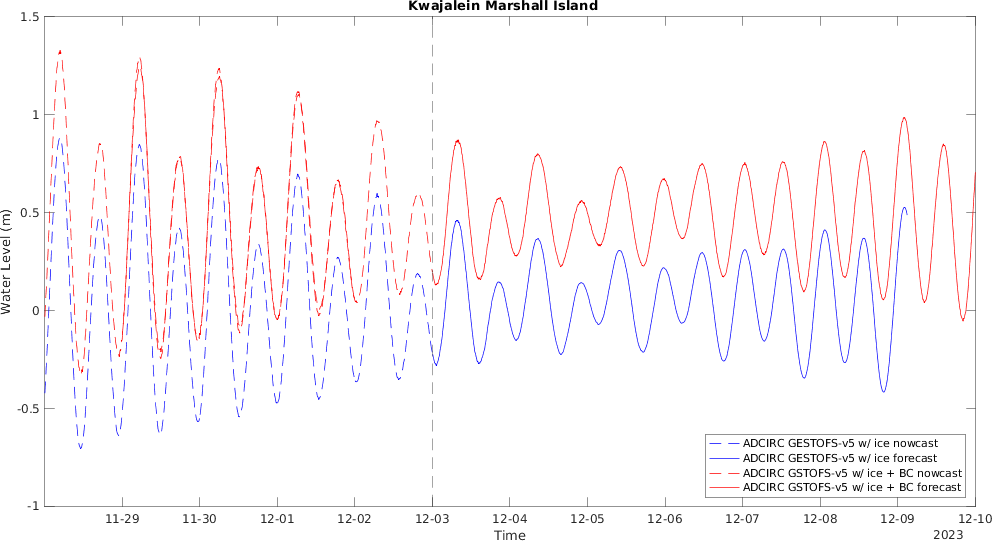 Kwajalein Marshall Island
1.5
1
0.5
0
-0.5
-1
Water Level (m)
11-29
11-30
12-01
12-02
12-03
12-04
12-05
12-06
12-07
12-08
12-09
12-10
Time
2023
ADCIRC GESTOFS-v5 w/ ice nowcast
ADCIRC GESTOFS-v5 w/ ice forecast
ADCIRC GSTOFS-v5 w/ ice + BC nowcast
ADCIRC GSTOFS-v5 w/ ice + BC forecast